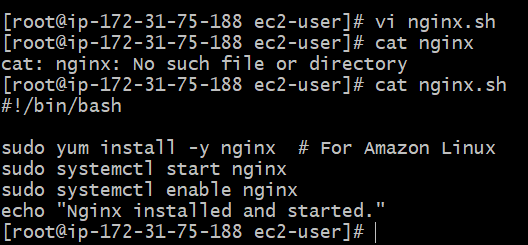 [root@ip-172-31-75-188 ec2-user]# vi nginx.sh
[root@ip-172-31-75-188 ec2-user]# cat nginx
cat: nginx: No such file or directory
[root@ip-172-31-75-188 ec2-user]# cat nginx.sh
#!/bin/bash

sudo yum install -y nginx  # For Amazon Linux
sudo systemctl start nginx
sudo systemctl enable nginx
echo "Nginx installed and started."
[root@ip-172-31-75-188 ec2-user]#